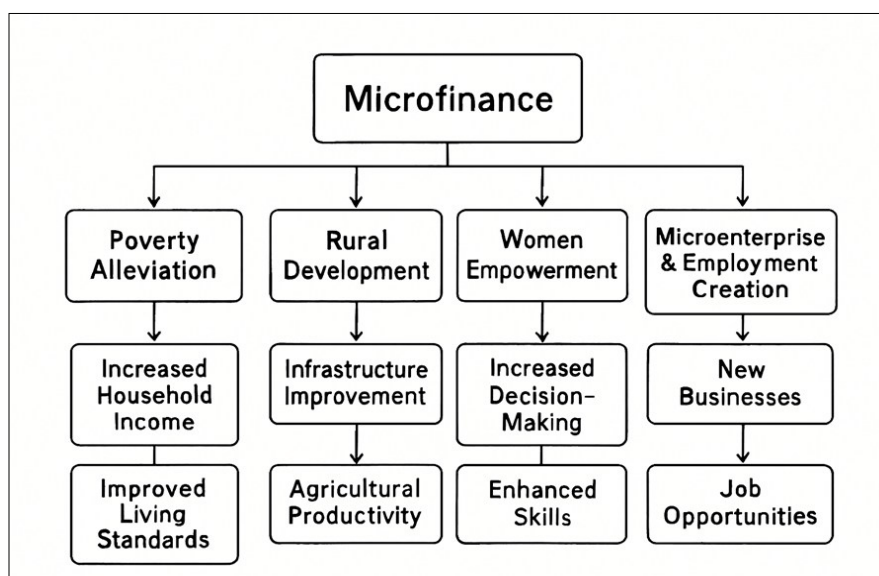 Microfinance
Poverty
Alleviation
Rural
Development
Women
Empowerment
Microenterprise
& Employment
Creation
Increased
Household
Income
Infrastructure
Improvement
Increased
Decision-
Making
New
Businesses
Improved
Living
Standards
Agricultural
Productivity
Enhanced
Skills
Job
Opportunities